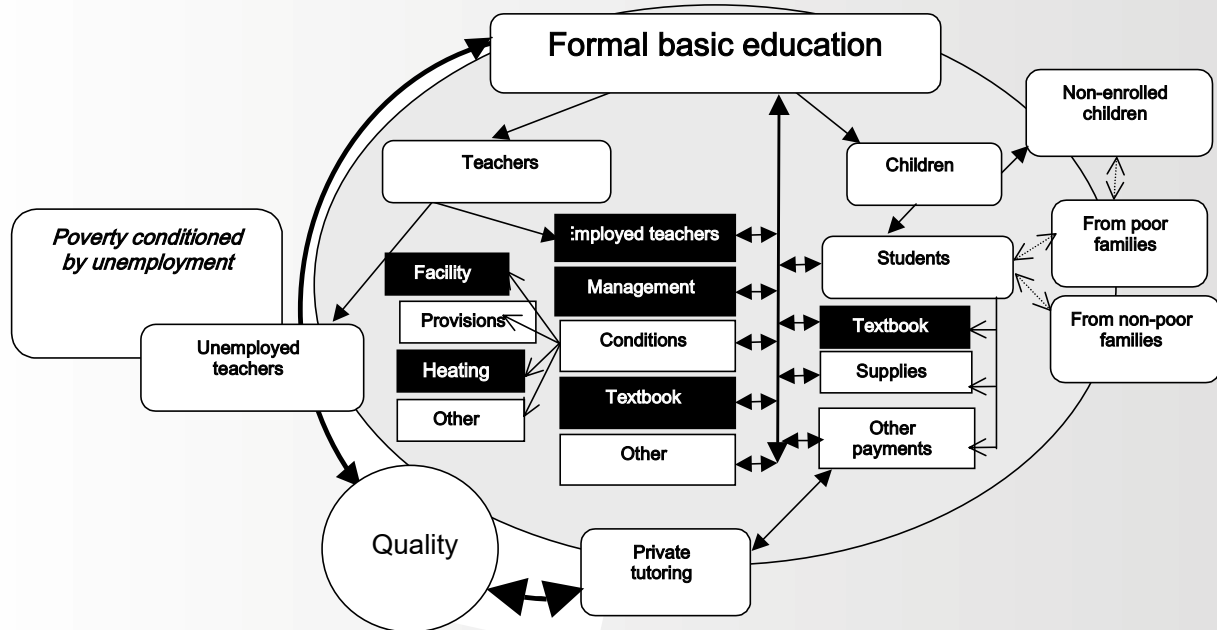 Formal basic education
Non-enrolled
children
Teachers
Children
Poverty conditioned
by unemployment
Employed teachers
From poor
families
Students
Facility
Management
Provisions
Conditions
Textbook
From non-poor
families
Unemployed
teachers
Heating
Supplies
Textbook
Other
Other
payments
Other
Quality
Private
tutoring